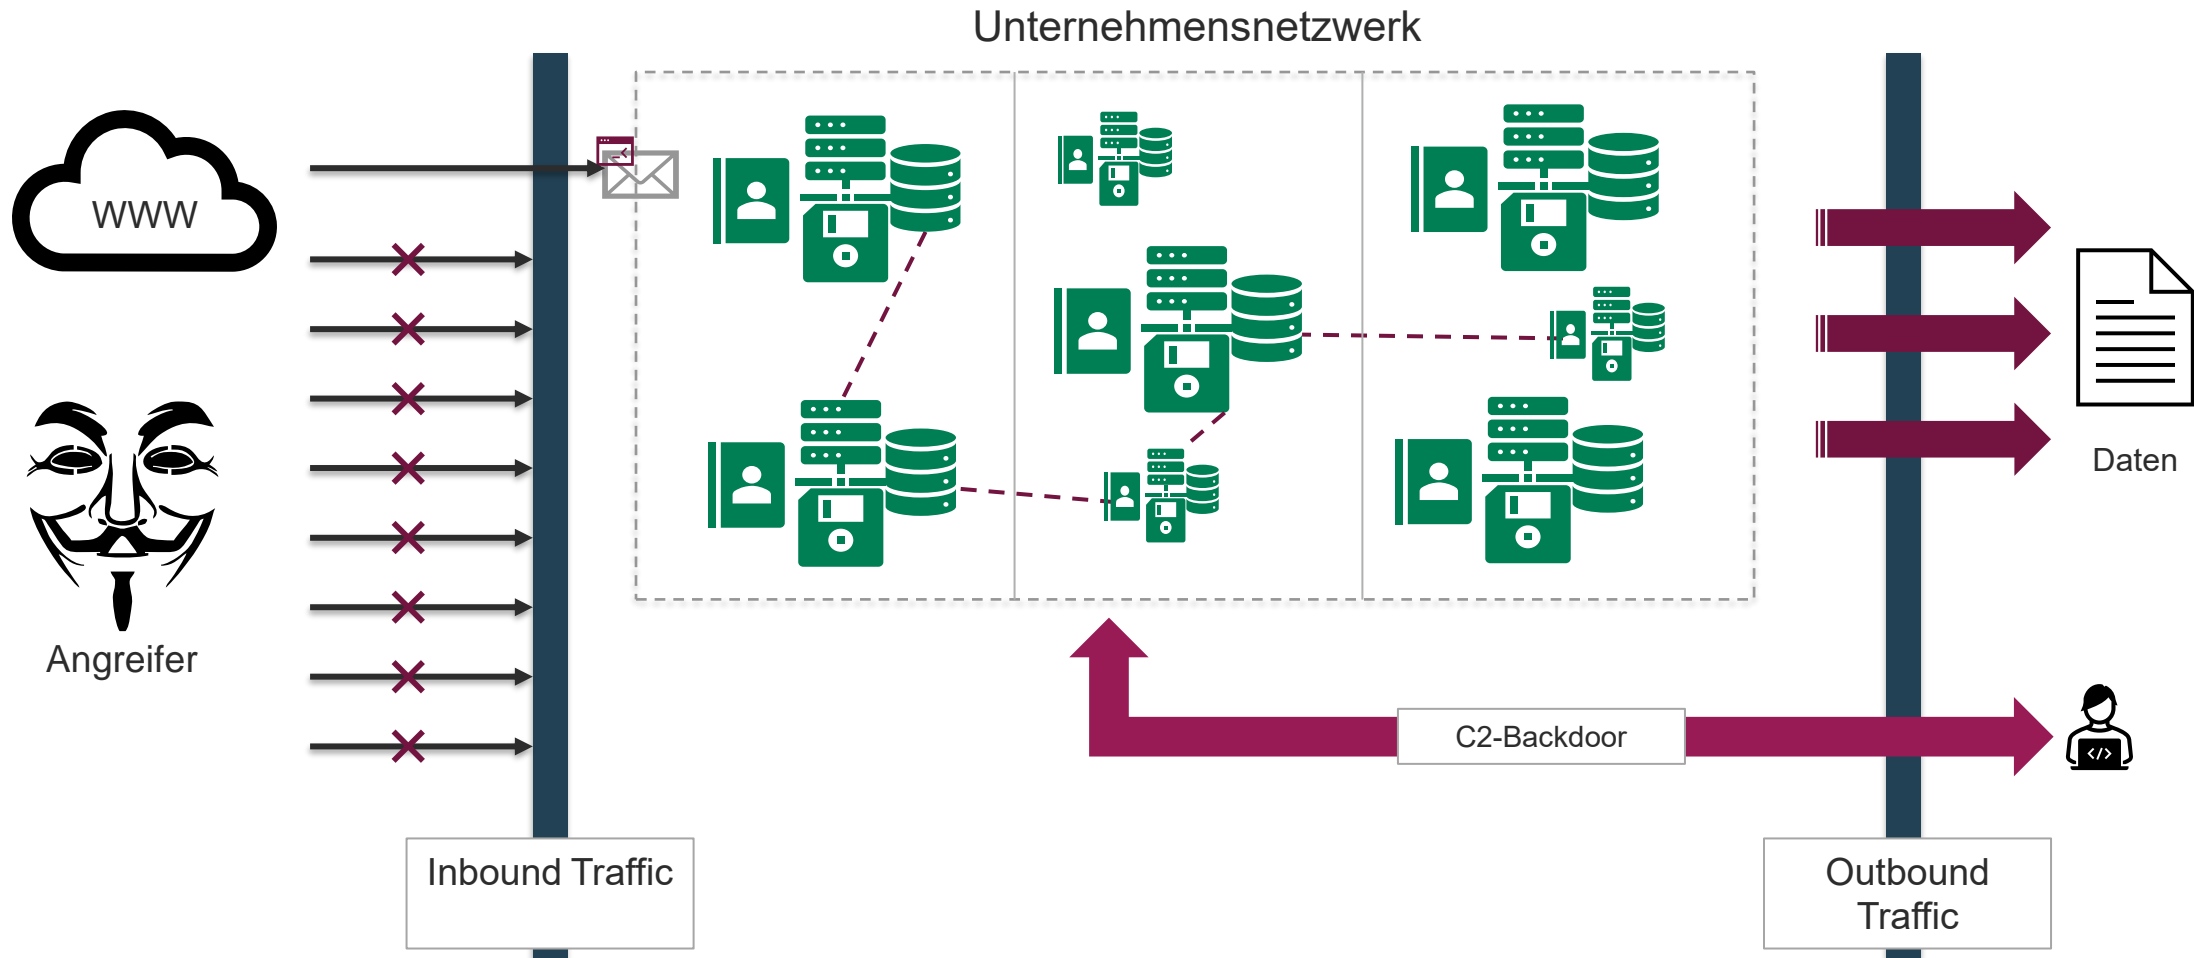 Unternehmensnetzwerk
WWW
Angreifer
Daten
C2-Backdoor
Inbound Traffic
Outbound
Traffic